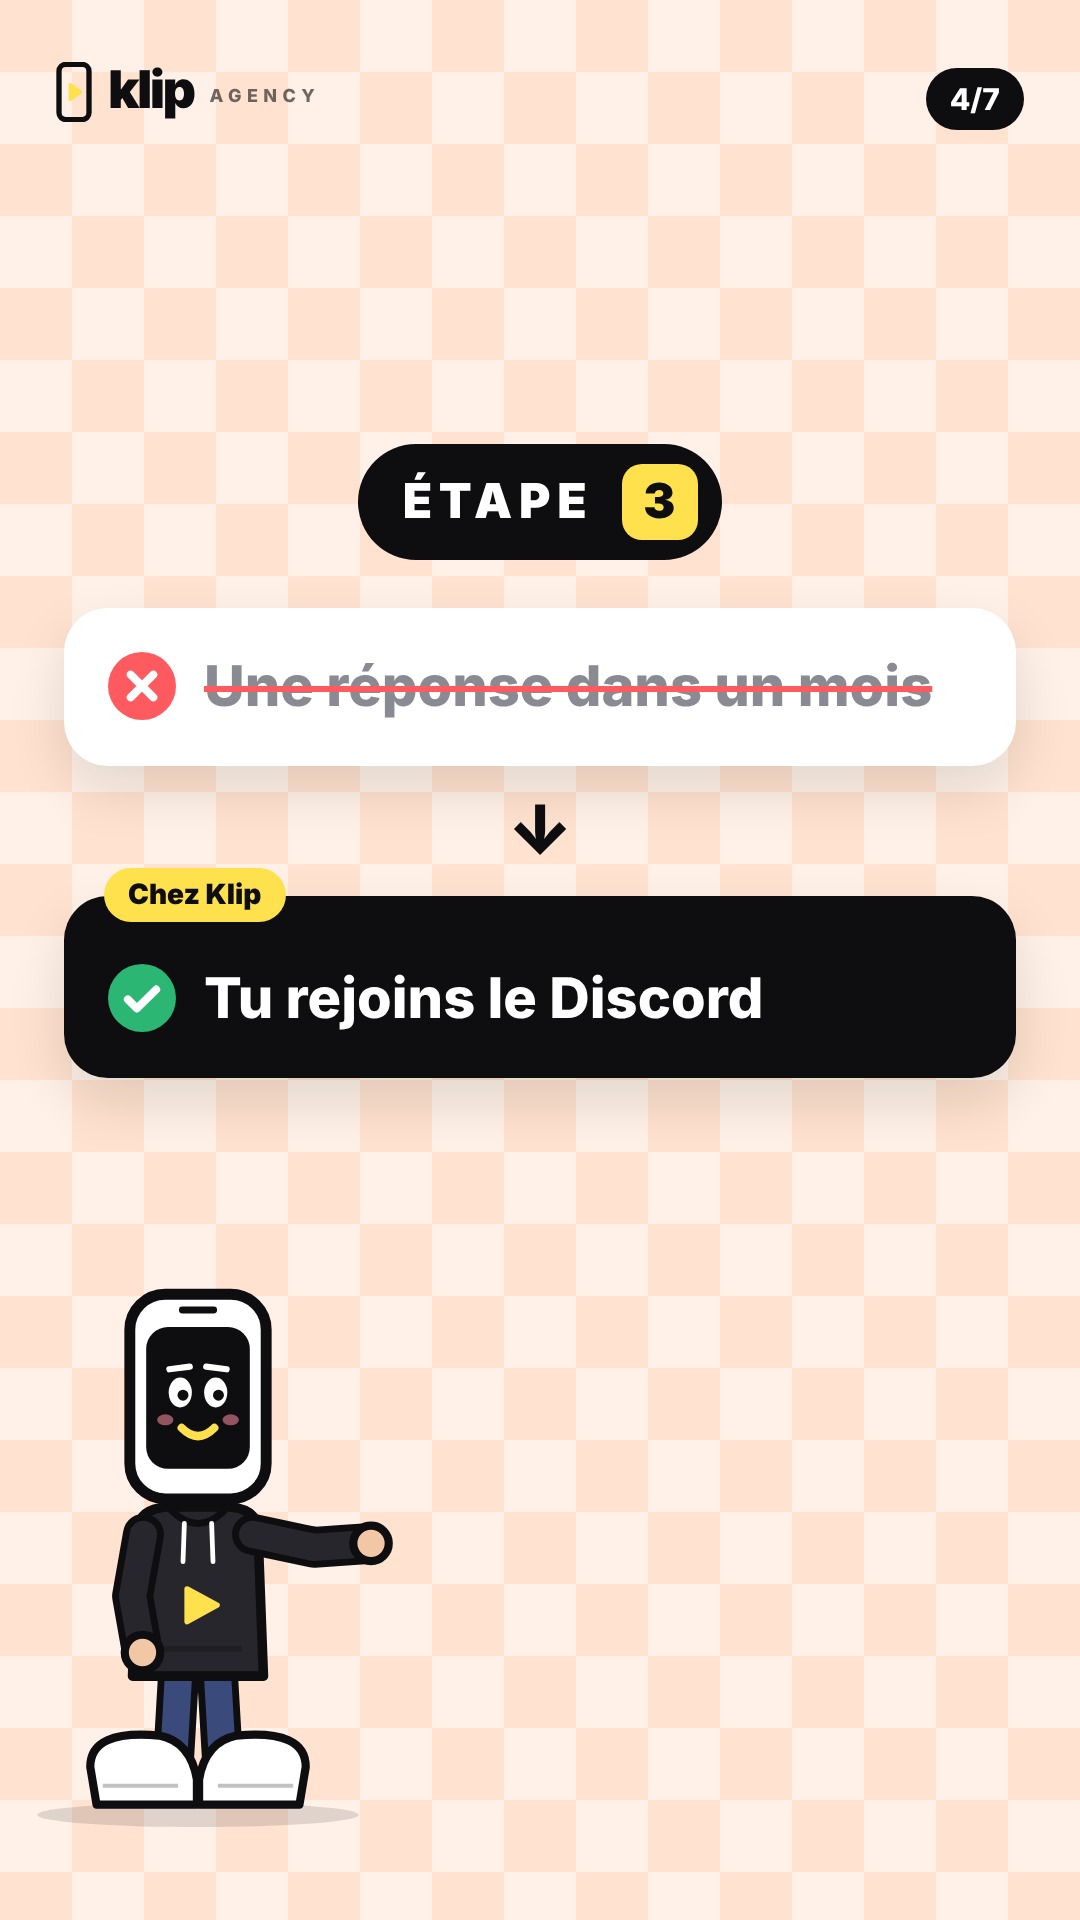 klip AGENCY
4/7
ÉTAPE 3
Une réponse dans un mois
Chez Klip
Tu rejoins le Discord